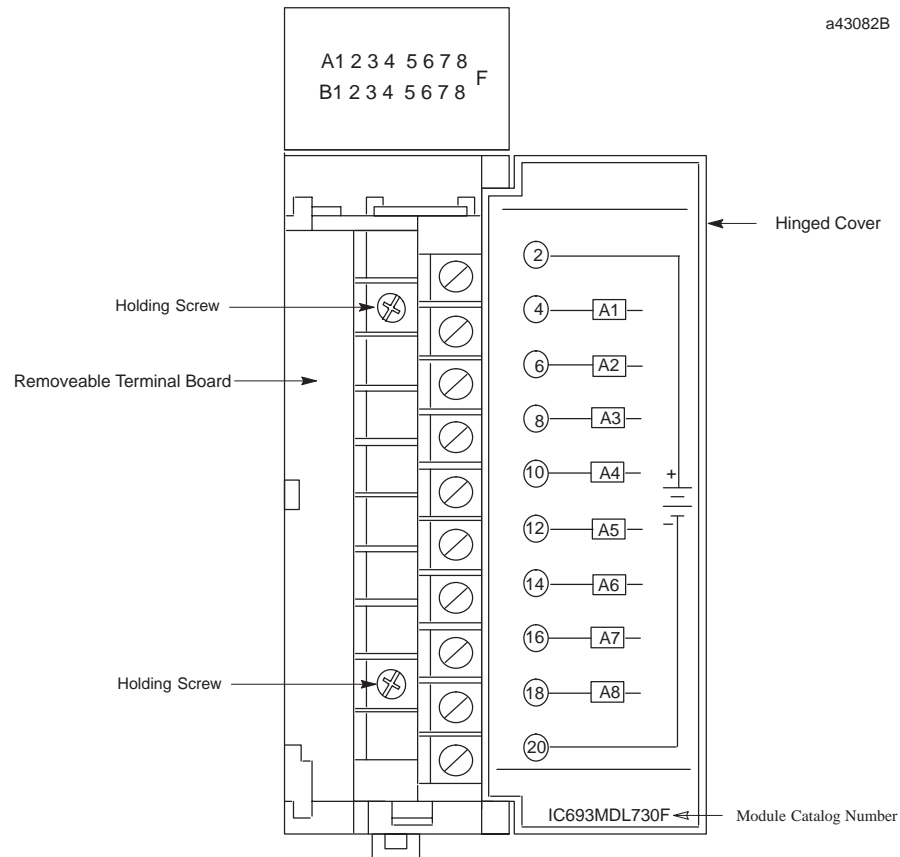 a43082B
A1 2 3 4 5 6 7 8
F
B1 2 3 4 5 6 7 8
Hinged Cover
2
Holding Screw
4 A1
6 A2
Removeable Terminal Board
8 A3
10 A4
+
12 A5
–
14 A6
16 A7
Holding Screw
18 A8
20
IC693MDL730F
Module Catalog Number